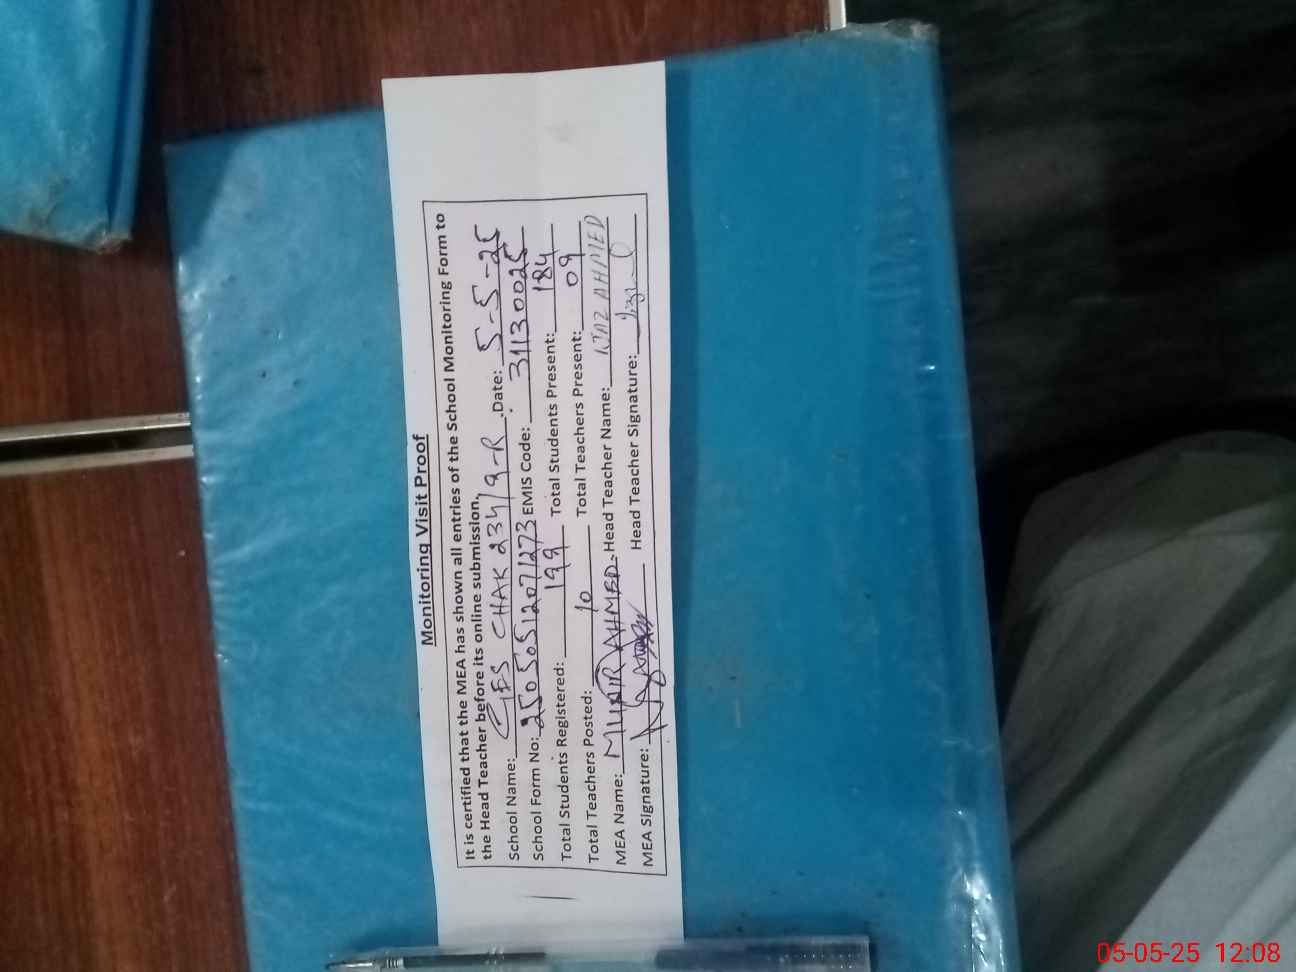 Monitoring Visit Proof
It is certified that the MEA has shown all entries of the School Monitoring Form to
the Head Teacher before its online submission.
School Name: GES CHAK 234/9-R Date: 5-5-25
School Form No: 25050512071273 EMIS Code: 31130025
Total Students Registered: 199 Total Students Present: 184
Total Teachers Posted: 10 Total Teachers Present: 09
MEA Name: AHMED Head Teacher Name: NIAZ AHMED
MEA Signature: Head Teacher Signature:
05-05-25 12:08